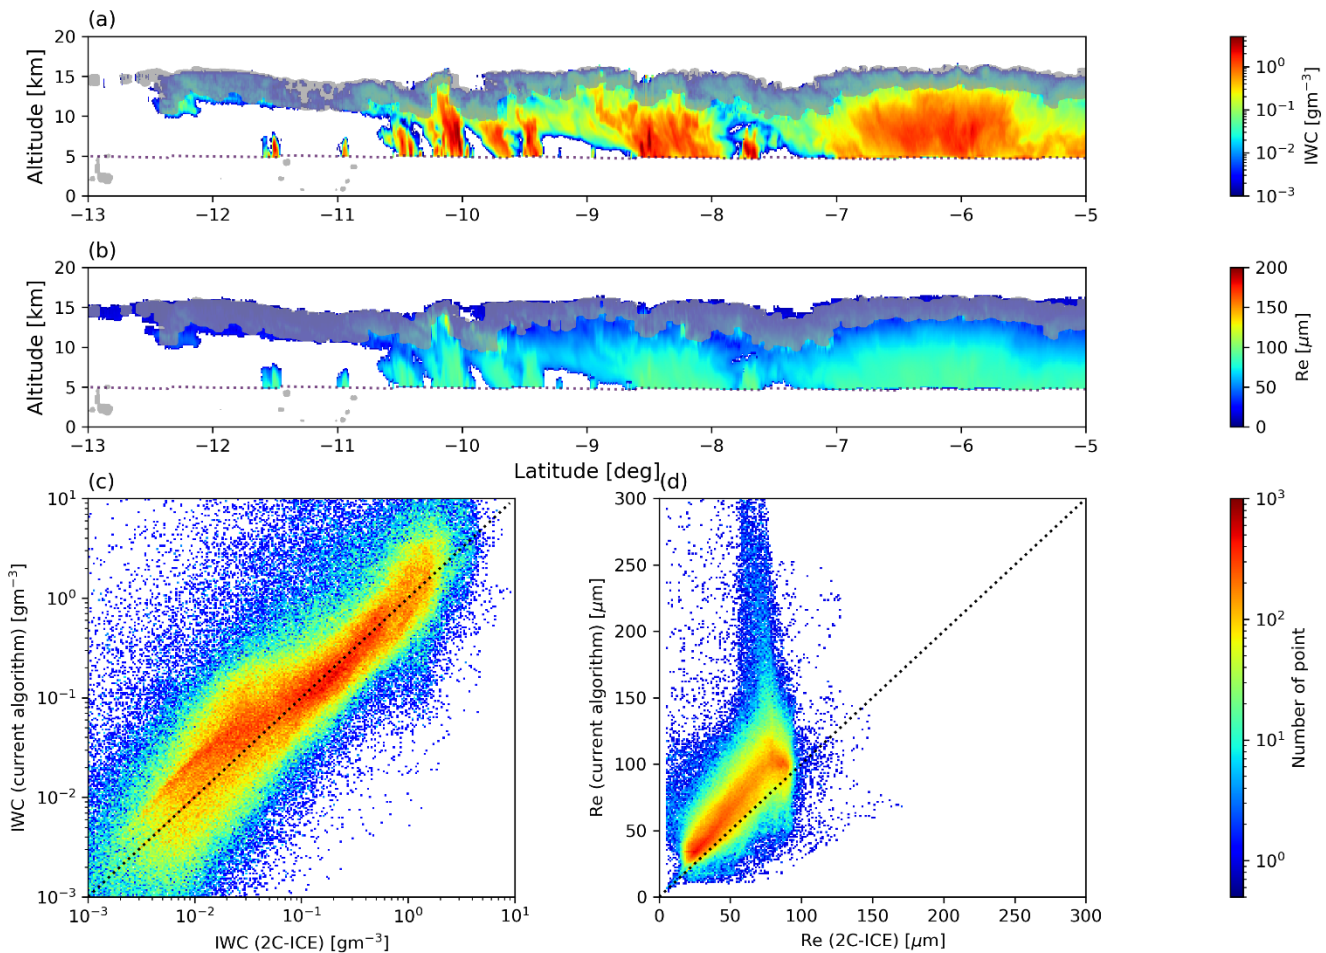 (a)
20
15
10
5
0
Altitude [km]
−13 −12 −11 −10 −9 −8 −7 −6 −5
10⁰
10⁻¹
10⁻²
10⁻³
IWC [gm⁻³]
(b)
20
15
10
5
0
Altitude [km]
−13 −12 −11 −10 −9 −8 −7 −6 −5
Latitude [deg]
200
150
100
50
0
Re [μm]
(c)
10¹
10⁰
10⁻¹
10⁻²
10⁻³
IWC (current algorithm) [gm⁻³]
10⁻³ 10⁻² 10⁻¹ 10⁰ 10¹
IWC (2C-ICE) [gm⁻³]
(d)
300
250
200
150
100
50
0
Re (current algorithm) [μm]
0 50 100 150 200 250 300
Re (2C-ICE) [μm]
10³
10²
10¹
10⁰
Number of point